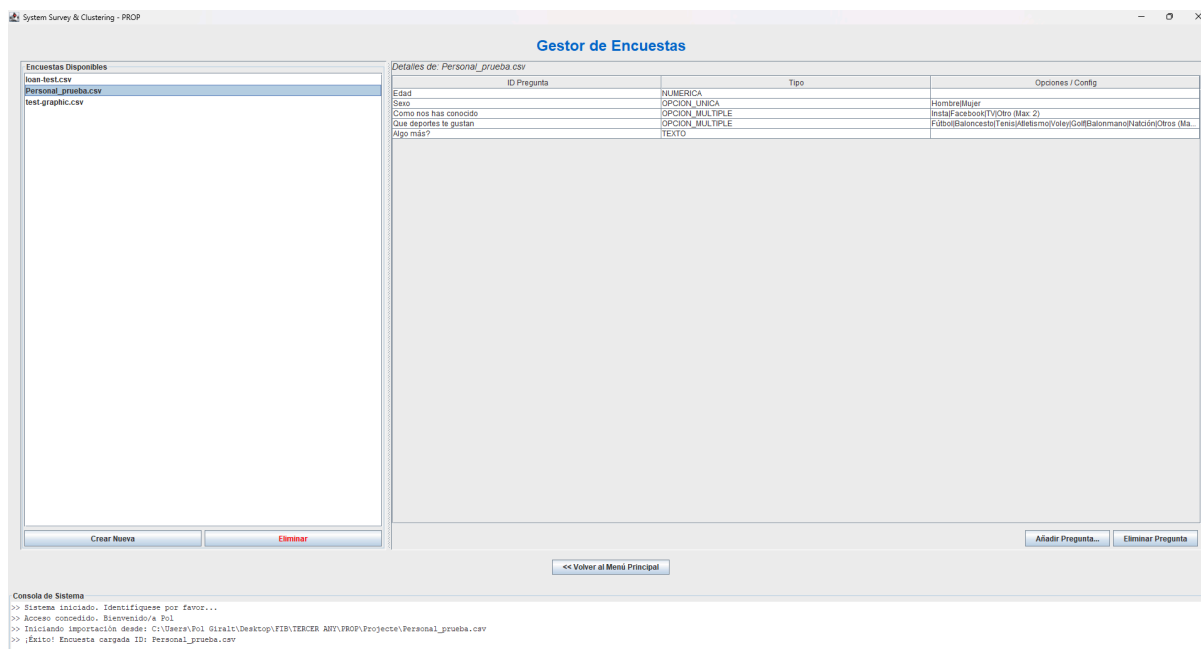 System Survey & Clustering - PROP
Gestor de Encuestas
Encuestas Disponibles
loan-test.csv
Personal_prueba.csv
test-graphic.csv
Crear Nueva Eliminar
Detalles de: Personal_prueba.csv
ID Pregunta Tipo Opciones / Config
Edad NUMERICA
Sexo OPCION_UNICA Hombre|Mujer
Como nos has conocido OPCION_MULTIPLE Insta|Facebook|TV|Otro (Max: 2)
Que deportes te gustan OPCION_MULTIPLE Fútbol|Baloncesto|Tenis|Atletismo|Voley|Golf|Balonmano|Natción|Otros (Ma...
Algo más? TEXTO
Añadir Pregunta... Eliminar Pregunta
<< Volver al Menú Principal
Consola de Sistema
>> Sistema iniciado. Identifíquese por favor...
>> Acceso concedido. Bienvenido/a Pol
>> Iniciando importación desde: C:\Users\Pol Giralt\Desktop\FIB\TERCER ANY\PROP\Projecte\Personal_prueba.csv
>> ¡Éxito! Encuesta cargada ID: Personal_prueba.csv